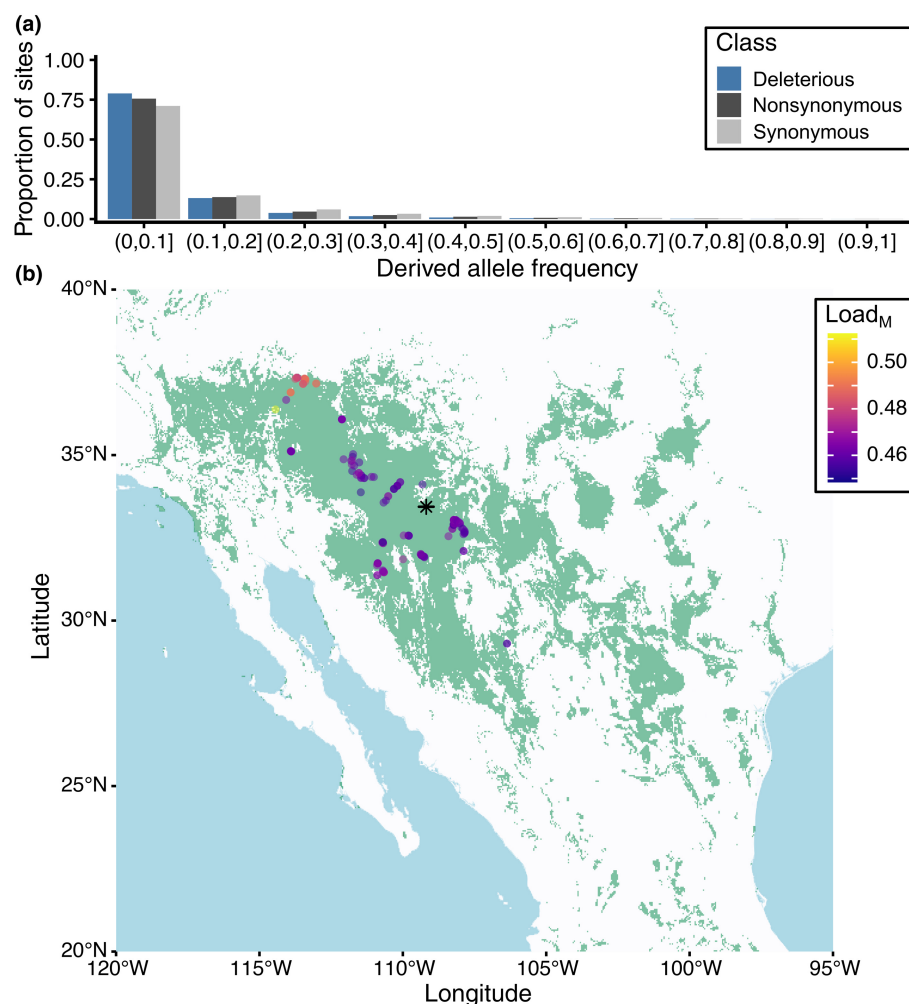 (a)
Proportion of sites
1.00
0.75
0.50
0.25
0.00
Class
Deleterious
Nonsynonymous
Synonymous
(0,0.1] (0.1,0.2] (0.2,0.3] (0.3,0.4] (0.4,0.5] (0.5,0.6] (0.6,0.7] (0.7,0.8] (0.8,0.9] (0.9,1]
Derived allele frequency
(b)
Latitude
40°N
35°N
30°N
25°N
20°N
LoadM
0.50
0.48
0.46
120°W 115°W 110°W 105°W 100°W 95°W
Longitude